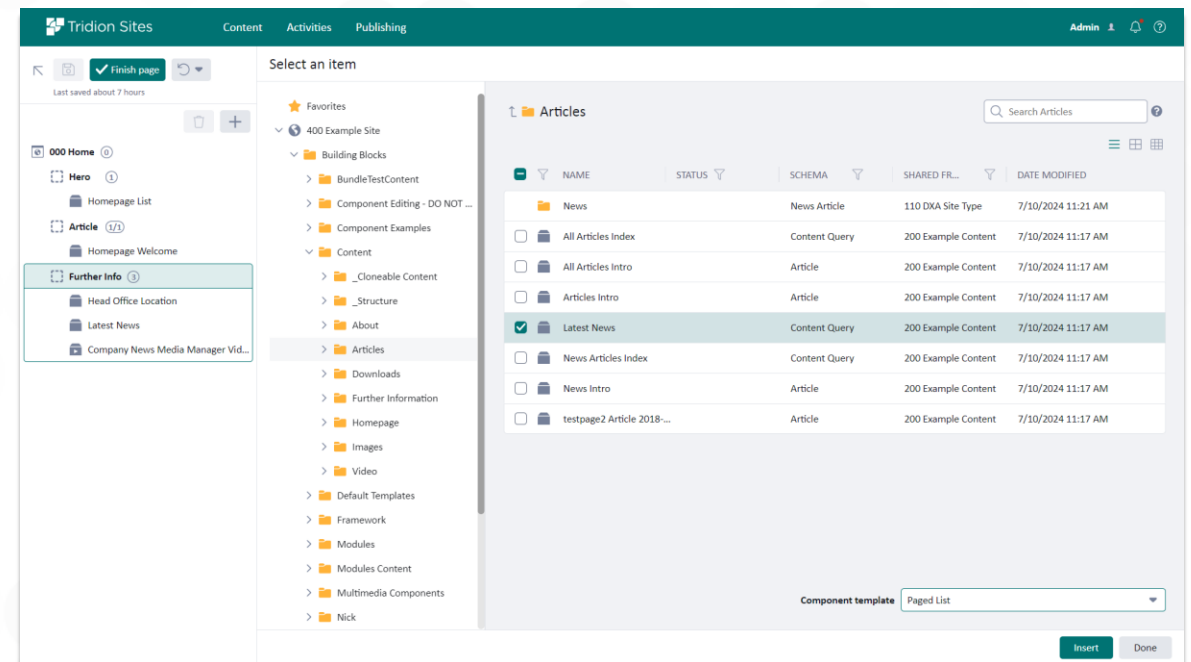 Tridion Sites Content Activities Publishing Admin
Finish page
Last saved about 7 hours
000 Home 0
Hero 1
Homepage List
Article 1/1
Homepage Welcome
Further Info 3
Head Office Location
Latest News
Company News Media Manager Vid...
Select an item
Favorites
400 Example Site
Building Blocks
BundleTestContent
Component Editing - DO NOT ...
Component Examples
Content
_Cloneable Content
_Structure
About
Articles
Downloads
Further Information
Homepage
Images
Video
Default Templates
Framework
Modules
Modules Content
Multimedia Components
Nick
Articles
Search Articles
NAME STATUS SCHEMA SHARED FR... DATE MODIFIED
News News Article 110 DXA Site Type 7/10/2024 11:21 AM
All Articles Index Content Query 200 Example Content 7/10/2024 11:17 AM
All Articles Intro Article 200 Example Content 7/10/2024 11:17 AM
Articles Intro Article 200 Example Content 7/10/2024 11:17 AM
Latest News Content Query 200 Example Content 7/10/2024 11:17 AM
News Articles Index Content Query 200 Example Content 7/10/2024 11:17 AM
News Intro Article 200 Example Content 7/10/2024 11:17 AM
testpage2 Article 2018-... Article 200 Example Content 7/10/2024 11:17 AM
Component template Paged List
Insert Done